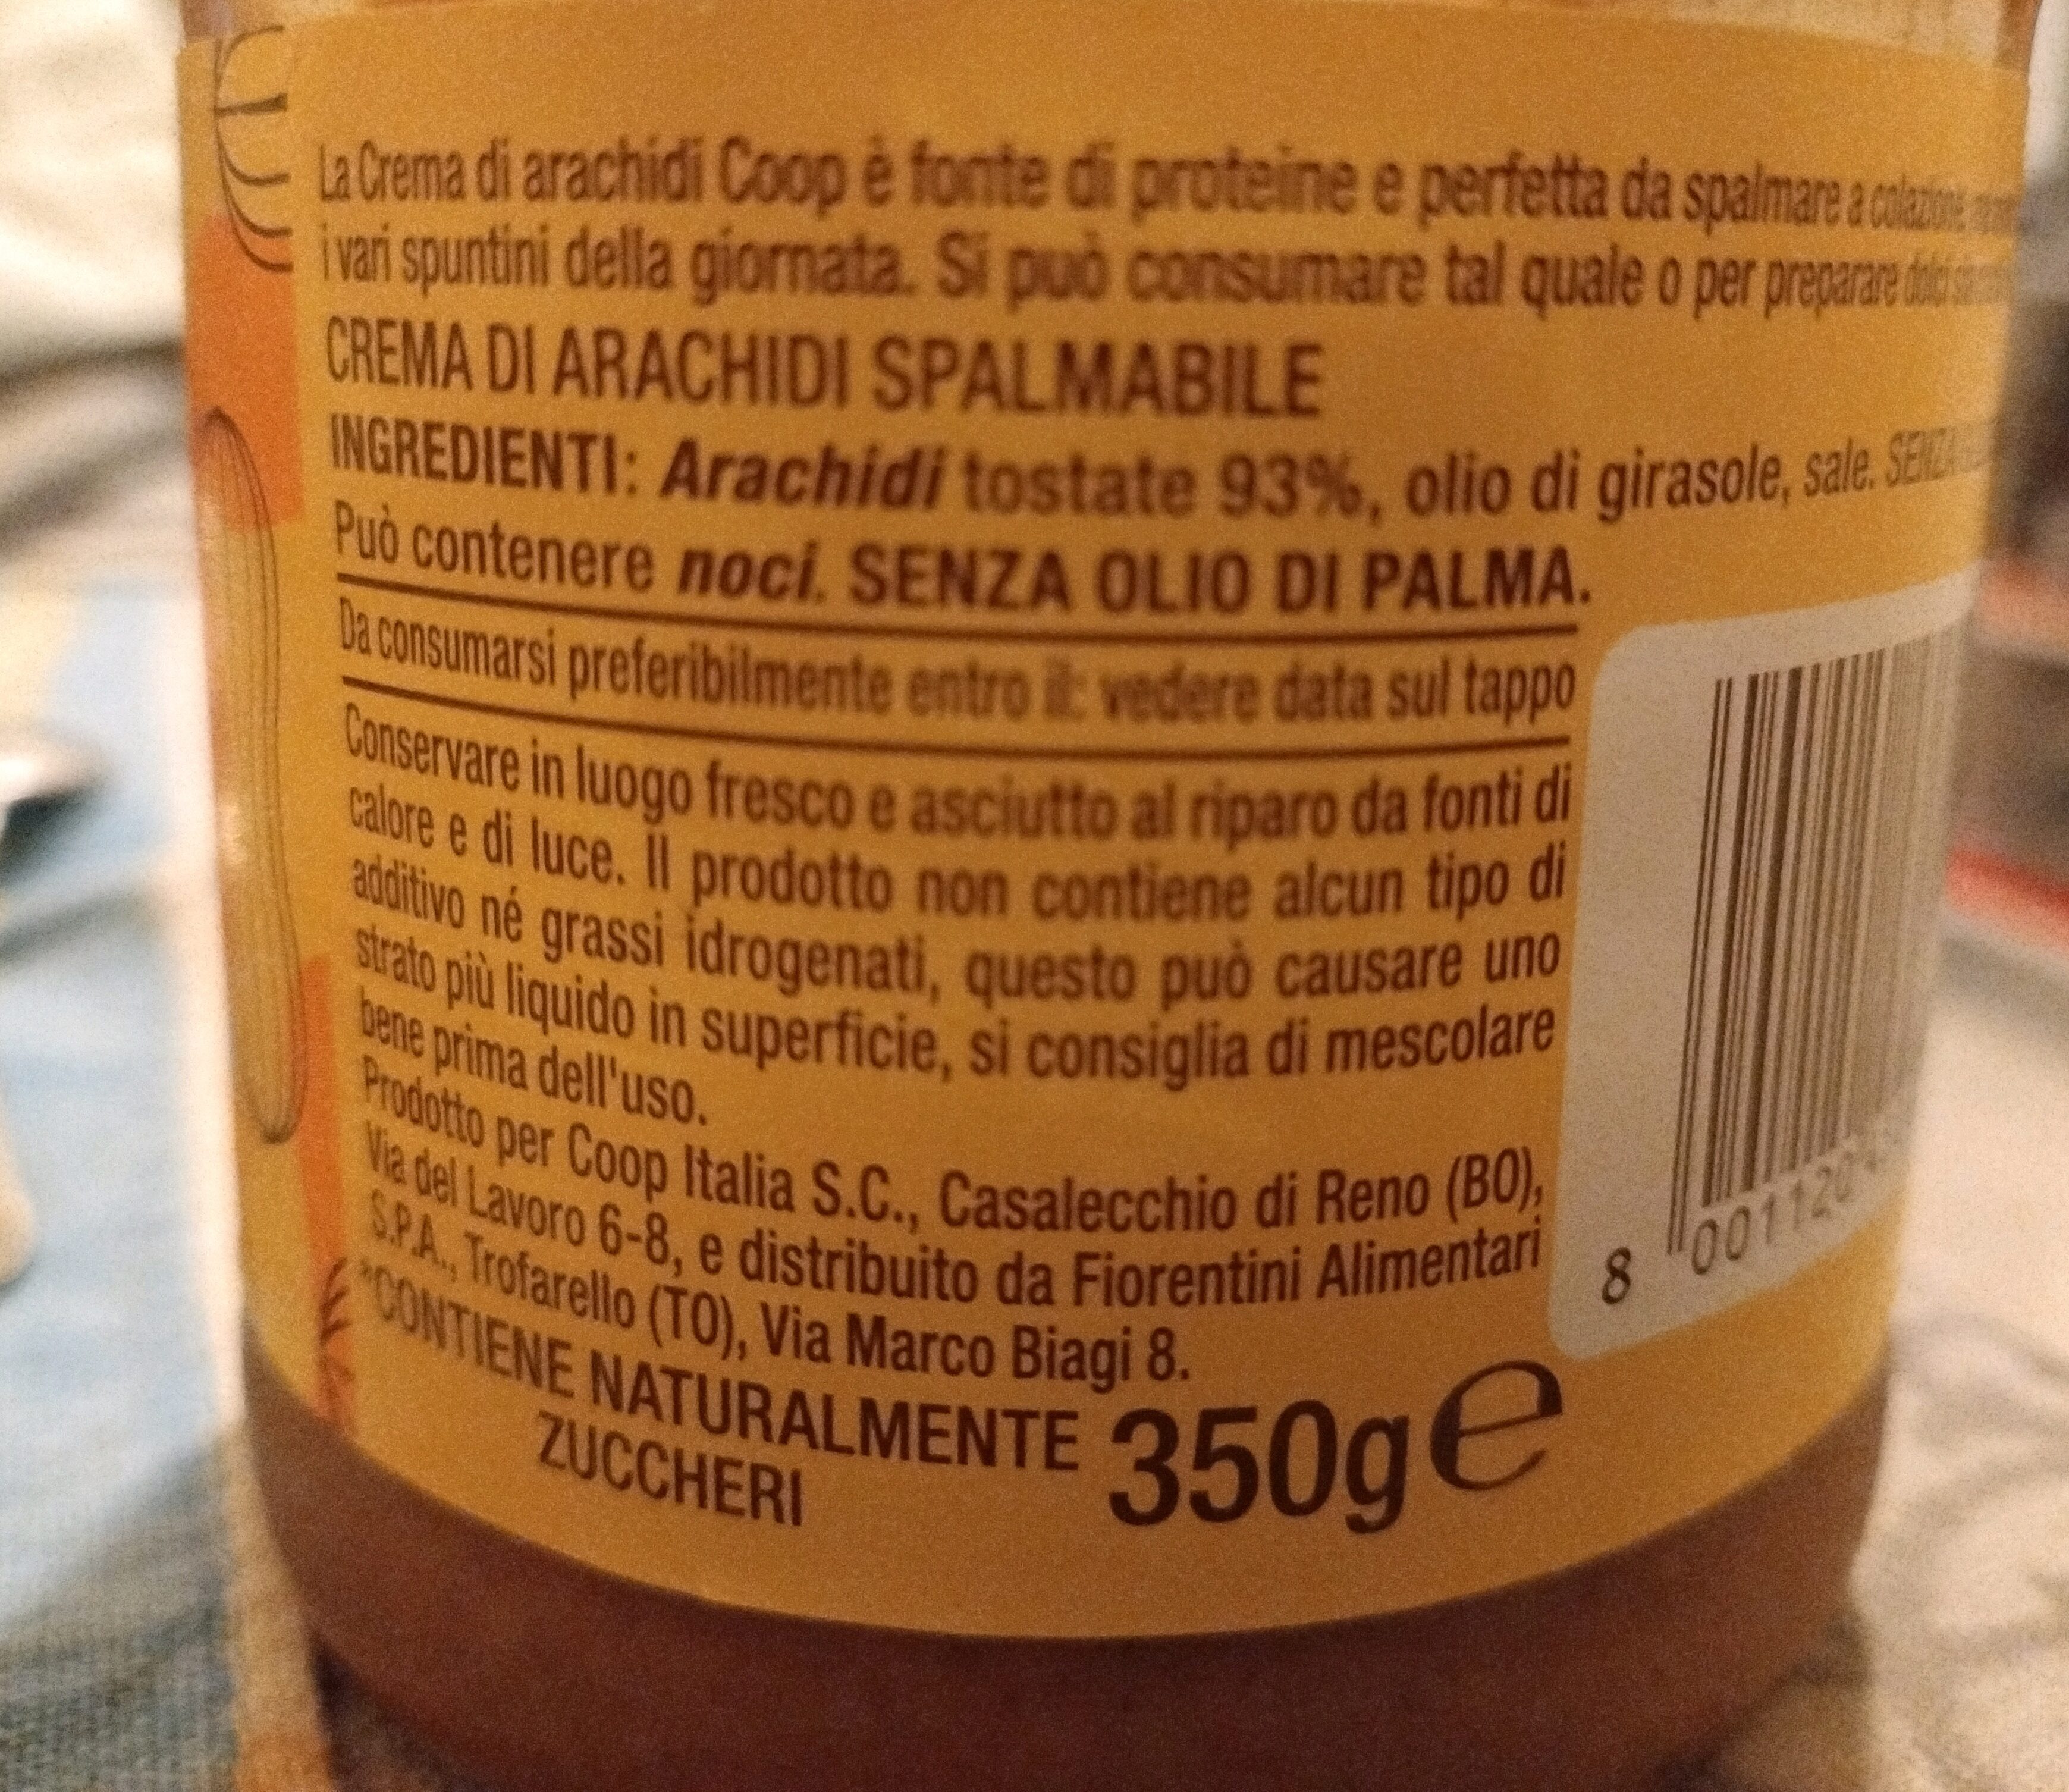 La Crema di arachidi Coop è fonte di proteine e perfetta da spalmare a colazione
i vari spuntini della giornata. Si può consumare tal quale o per preparare dolci
CREMA DI ARACHIDI SPALMABILE
INGREDIENTI: Arachidi tostate 93%, olio di girasole, sale. SENZA
Può contenere noci. SENZA OLIO DI PALMA.
Da consumarsi preferibilmente entro il: vedere data sul tappo
Conservare in luogo fresco e asciutto al riparo da fonti di
calore e di luce. Il prodotto non contiene alcun tipo di
additivo né grassi idrogenati, questo può causare uno
strato più liquido in superficie, si consiglia di mescolare
bene prima dell'uso.
Prodotto per Coop Italia S.C., Casalecchio di Reno (BO),
Via del Lavoro 6-8, e distribuito da Fiorentini Alimentari
S.P.A., Trofarello (TO), Via Marco Biagi 8.
*CONTIENE NATURALMENTE
ZUCCHERI
350g e
8 001120